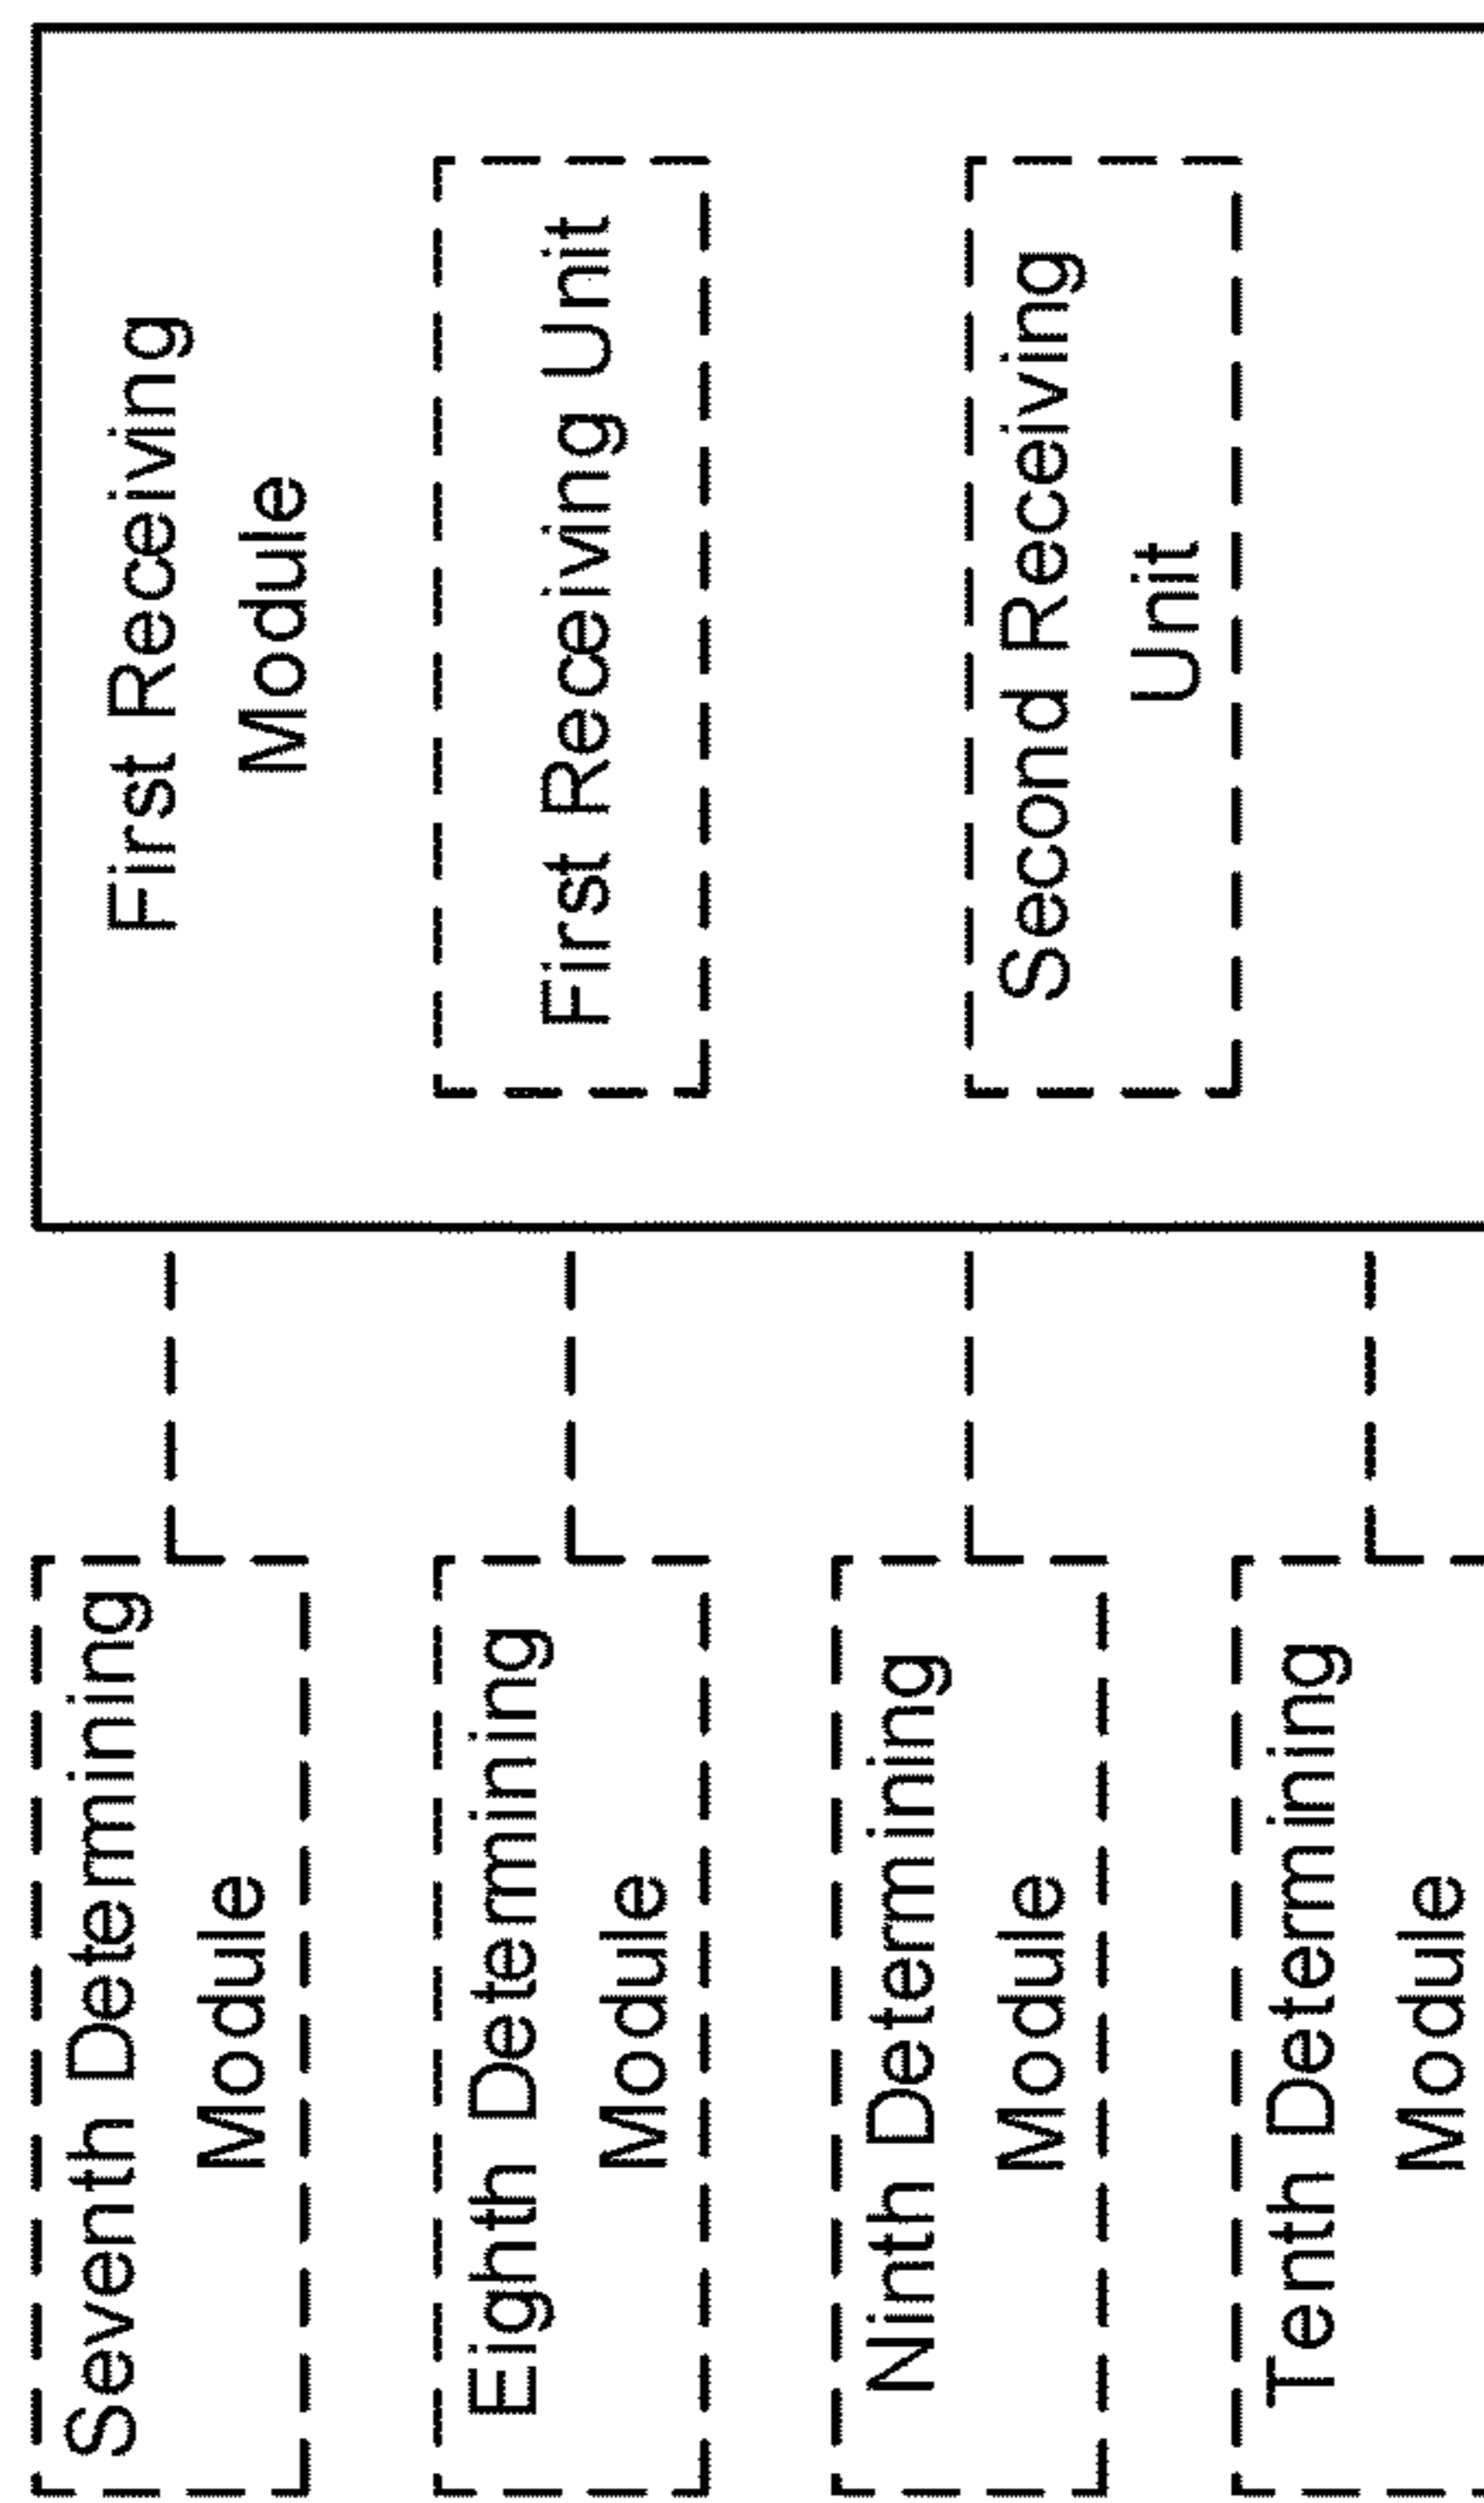 First Receiving
Module
First Receiving Unit
Second Receiving
Unit
Seventh Determining
Module
Eighth Determining
Module
Ninth Determining
Module
Tenth Determining
Module